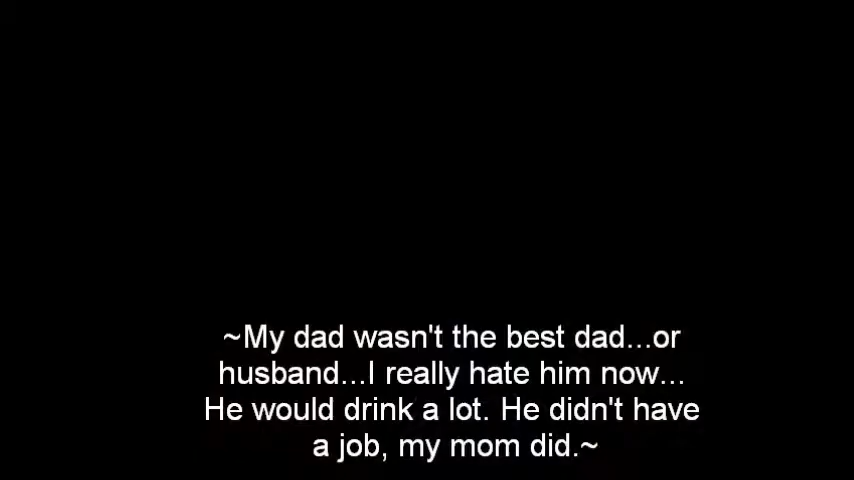 ~My dad wasn't the best dad...or
husband...I really hate him now...
He would drink a lot. He didn't have
a job, my mom did.~